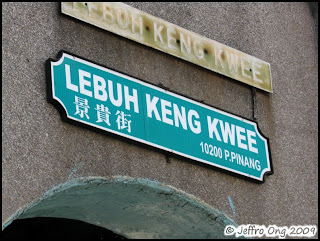 LEBUH KENG KWEE
LEBUH KENG KWEE
景貴街
10200 P.PINANG
© Jeffro Ong 2009